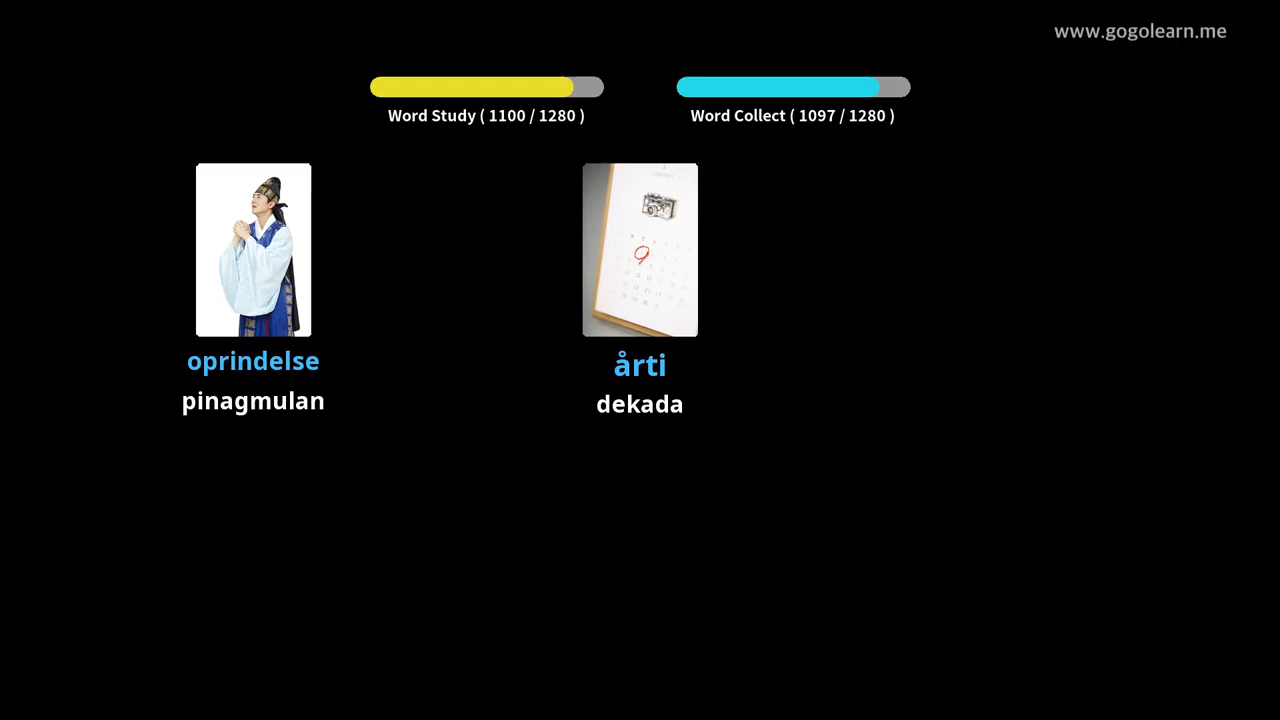 www.gogolearn.me
Word Study ( 1100 / 1280 )
Word Collect ( 1097 / 1280 )
oprindelse
årti
pinagmulan
dekada